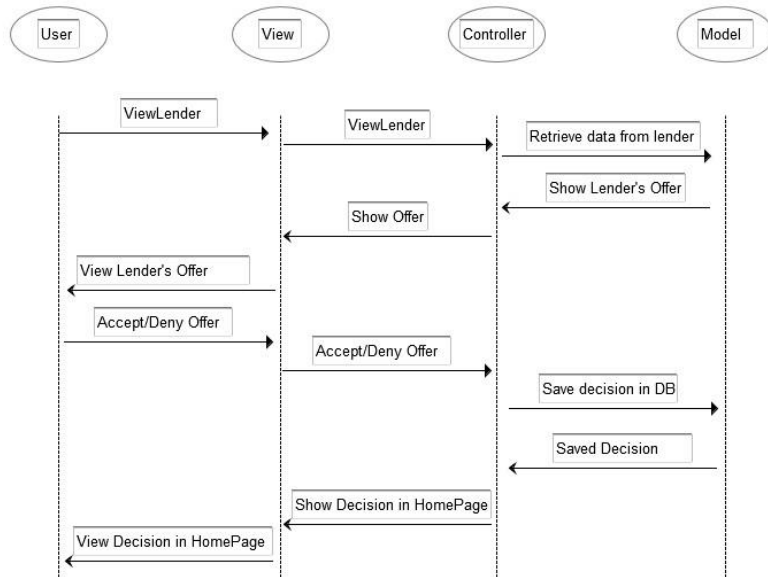 User
View
Controller
Model
ViewLender
ViewLender
Retrieve data from lender
Show Lender's Offer
Show Offer
View Lender's Offer
Accept/Deny Offer
Accept/Deny Offer
Save decision in DB
Saved Decision
Show Decision in HomePage
View Decision in HomePage